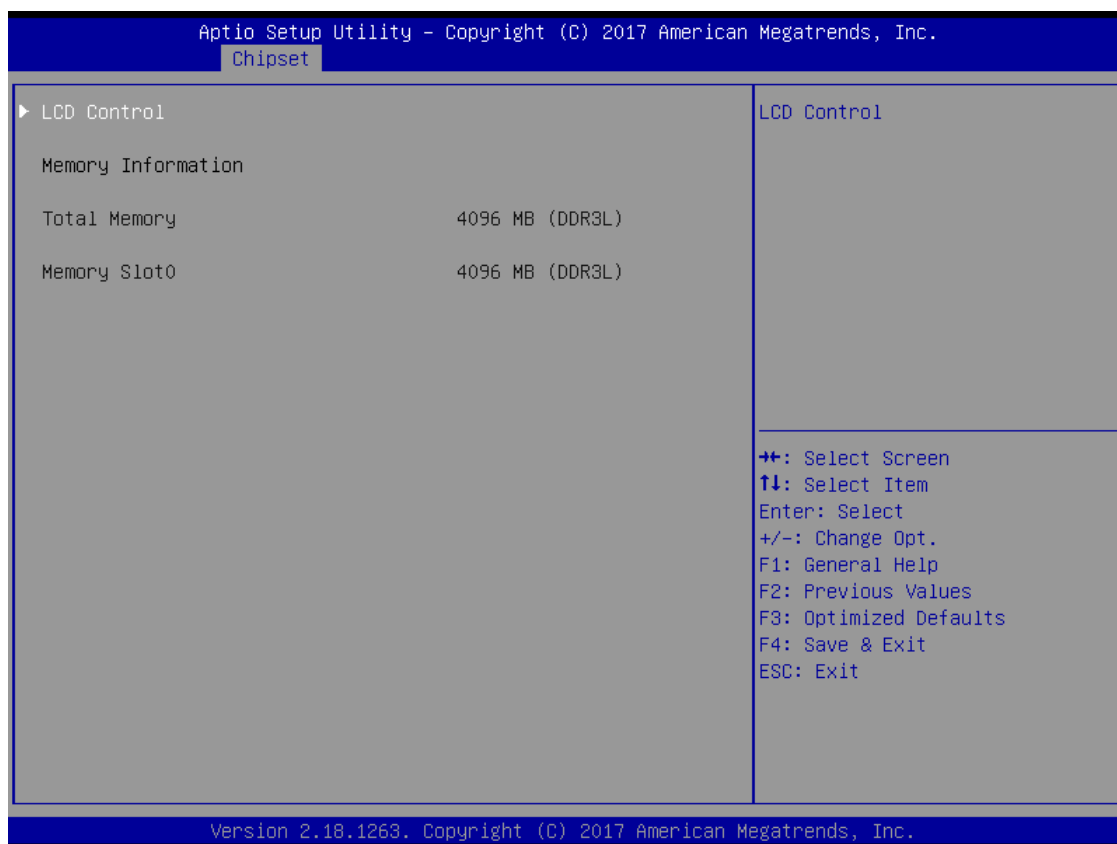 Aptio Setup Utility – Copyright (C) 2017 American Megatrends, Inc.
Chipset
▶ LCD Control
Memory Information
Total Memory 4096 MB (DDR3L)
Memory Slot0 4096 MB (DDR3L)
LCD Control
→←: Select Screen
↑↓: Select Item
Enter: Select
+/-: Change Opt.
F1: General Help
F2: Previous Values
F3: Optimized Defaults
F4: Save & Exit
ESC: Exit
Version 2.18.1263. Copyright (C) 2017 American Megatrends, Inc.